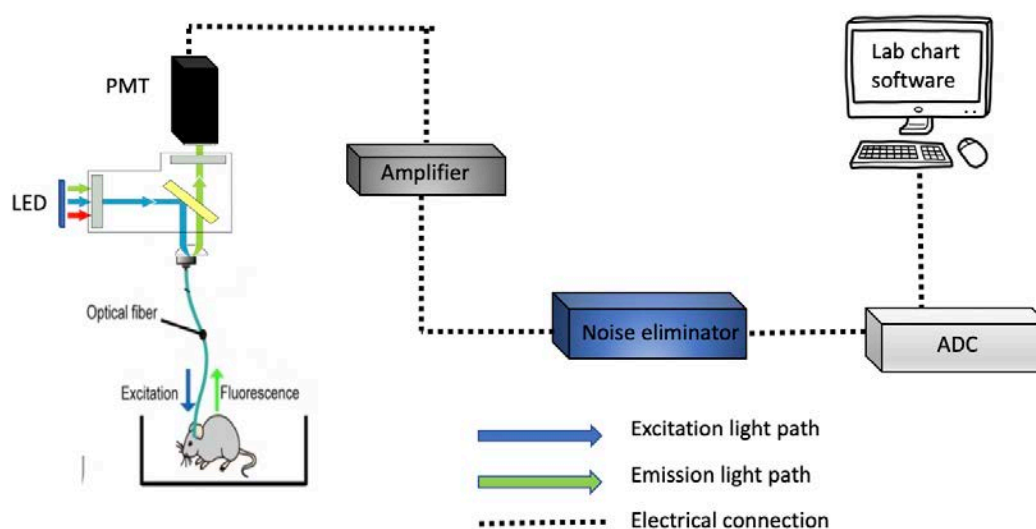 PMT
Lab chart
software
Amplifier
LED
Optical fiber
Noise eliminator
ADC
Excitation
Fluorescence
Excitation light path
Emission light path
Electrical connection